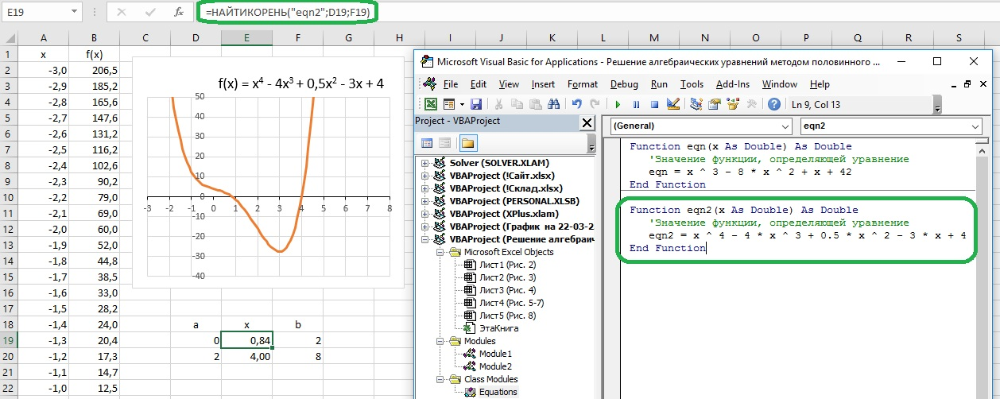 E19 fx =НАЙТИКОРЕНЬ("eqn2";D19;F19)
A B C D E F G H I J K L M N O P Q R S
1 x f(x)
2 -3,0 206,5
3 -2,9 185,2
4 -2,8 165,6
5 -2,7 147,6
6 -2,6 131,2
7 -2,5 116,2
8 -2,4 102,6
9 -2,3 90,2
10 -2,2 79,0
11 -2,1 69,0
12 -2,0 60,0
13 -1,9 52,0
14 -1,8 44,8
15 -1,7 38,5
16 -1,6 33,0
17 -1,5 28,2
18 -1,4 24,0 a x b
19 -1,3 20,4 0 0,84 2
20 -1,2 17,3 2 4,00 8
21 -1,1 14,7
22 -1,0 12,5
f(x) = x⁴ - 4x³ + 0,5x² - 3x + 4
50
40
30
20
10
0
-10
-20
-30
-40
-3 -2 -1 0 1 2 3 4 5 6 7 8
Microsoft Visual Basic for Applications - Решение алгебраических уравнений методом половинного ...
File Edit View Insert Format Debug Run Tools Add-Ins Window Help
Ln 9, Col 13
Project - VBAProject
Solver (SOLVER.XLAM)
VBAProject (!Сайт.xlsx)
VBAProject (!Склад.xlsx)
VBAProject (PERSONAL.XLSB)
VBAProject (XPlus.xlam)
VBAProject (График на 22-03-2
VBAProject (Решение алгебраич
Microsoft Excel Objects
Лист1 (Рис. 2)
Лист2 (Рис. 3)
Лист3 (Рис. 4)
Лист4 (Рис. 5-7)
Лист5 (Рис. 8)
ЭтаКнига
Modules
Module1
Module2
Class Modules
Equations
(General) eqn2
Function eqn(x As Double) As Double
'Значение функции, определяющей уравнение
eqn = x ^ 3 - 8 * x ^ 2 + x + 42
End Function
Function eqn2(x As Double) As Double
'Значение функции, определяющей уравнение
eqn2 = x ^ 4 - 4 * x ^ 3 + 0.5 * x ^ 2 - 3 * x + 4
End Function